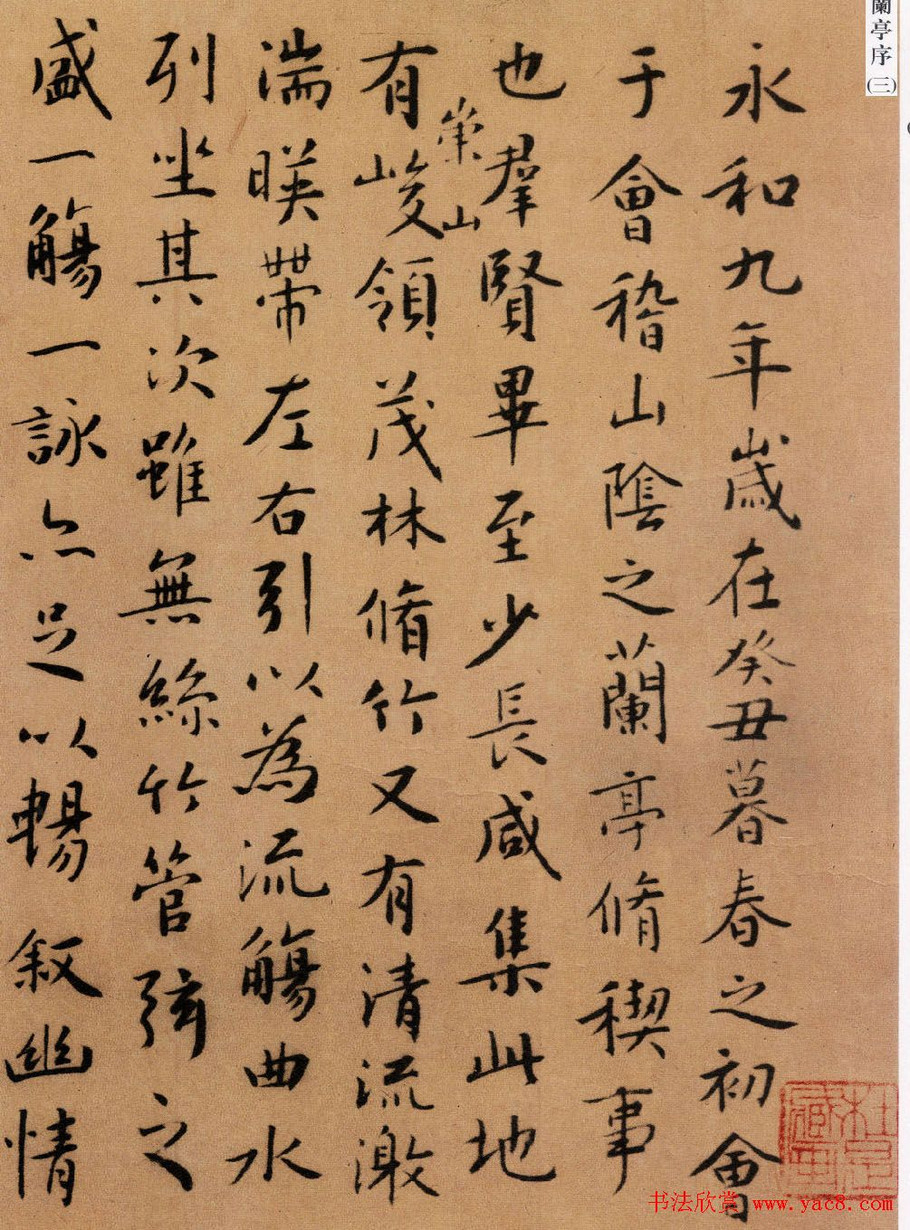 蘭亭序(三)
永和九年歲在癸丑暮春之初會
于會稽山陰之蘭亭脩稧事
也羣賢畢至少長咸集此地
崇山
有峻領茂林脩竹又有清流激
湍暎帶左右引以為流觴曲水
列坐其次雖無絲竹管弦之
盛一觴一詠亦足以暢叙幽情
书法欣赏 www.yac8.com